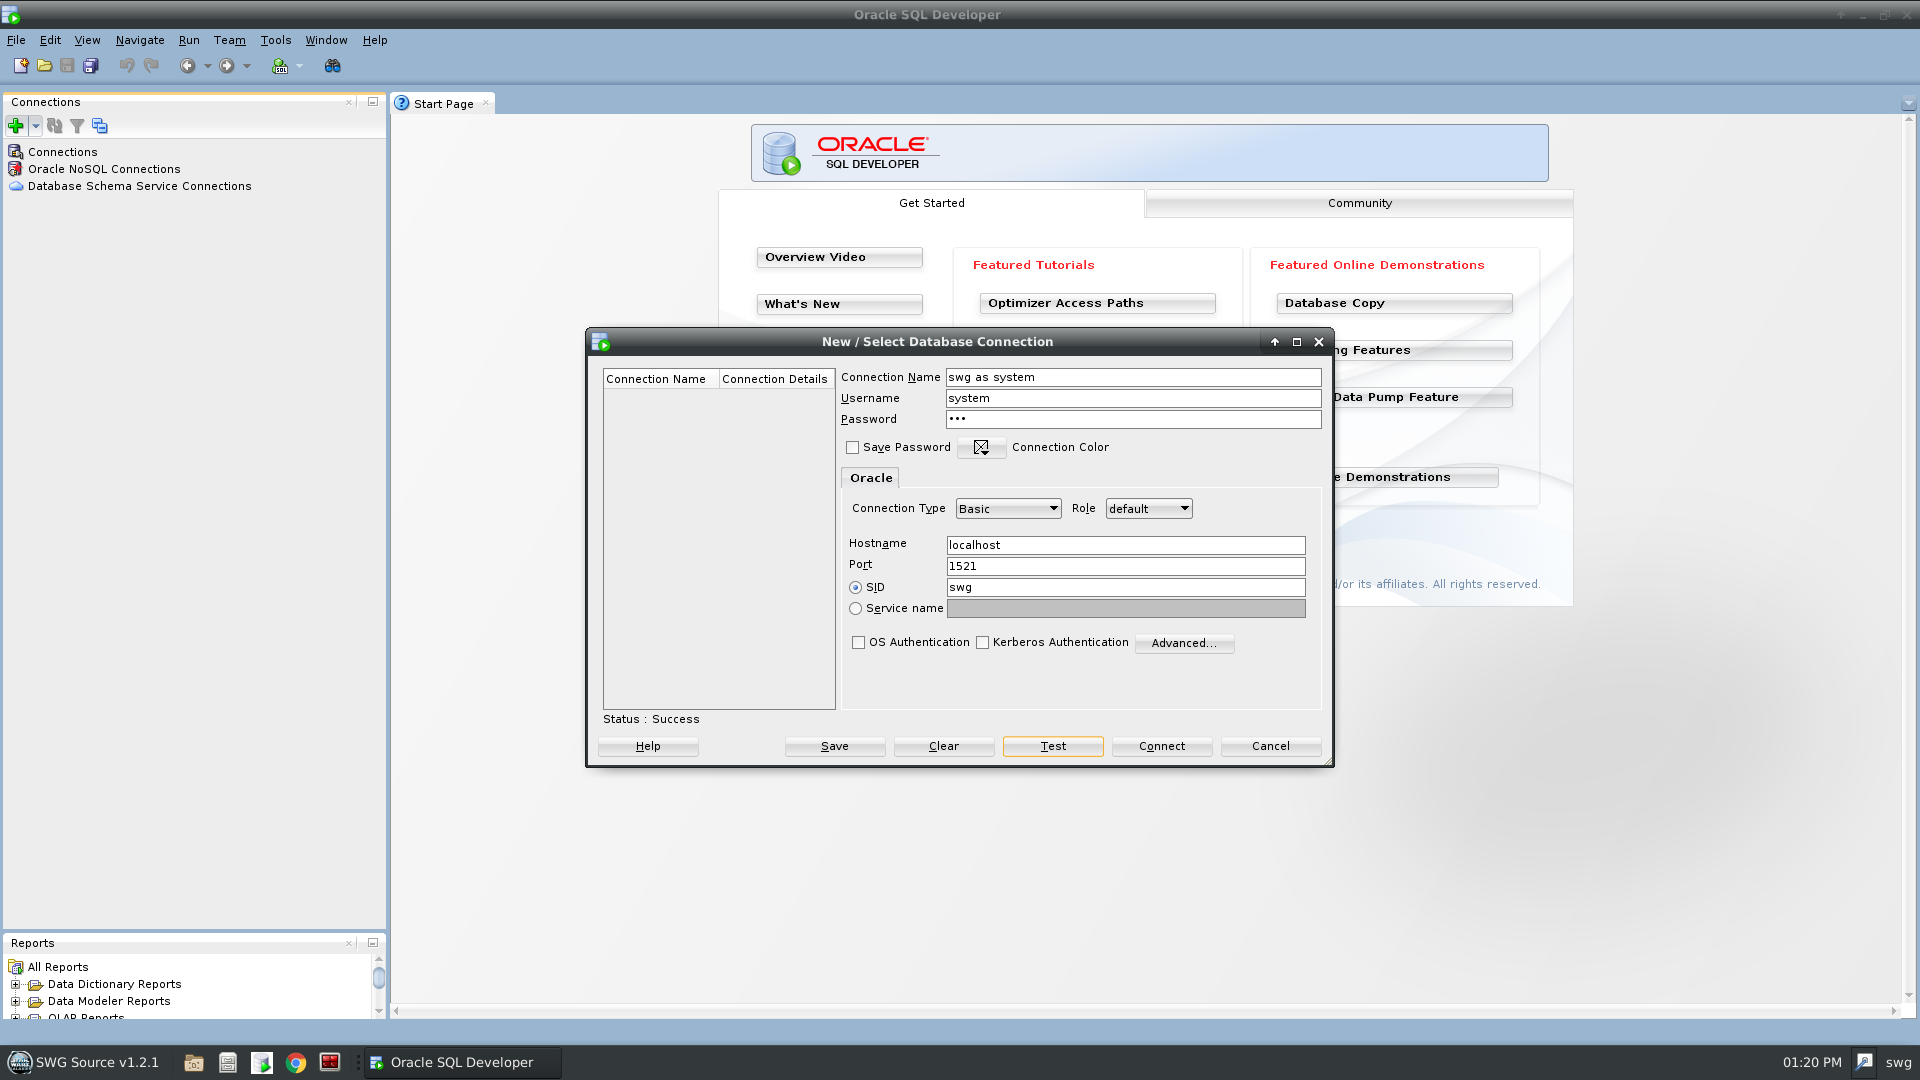 Oracle SQL Developer
File Edit View Navigate Run Team Tools Window Help
Connections
Start Page
Connections
Oracle NoSQL Connections
Database Schema Service Connections
ORACLE
SQL DEVELOPER
Get Started
Community
Overview Video
What's New
Featured Tutorials
Optimizer Access Paths
Featured Online Demonstrations
Database Copy
ng Features
Data Pump Feature
e Demonstrations
/or its affiliates. All rights reserved.
New / Select Database Connection
Connection Name Connection Details
Connection Name swg as system
Username system
Password •••
Save Password Connection Color
Oracle
Connection Type Basic Role default
Hostname localhost
Port 1521
SID swg
Service name
OS Authentication Kerberos Authentication Advanced...
Status : Success
Help Save Clear Test Connect Cancel
Reports
All Reports
Data Dictionary Reports
Data Modeler Reports
OLAP Reports
SWG Source v1.2.1 Oracle SQL Developer 01:20 PM swg